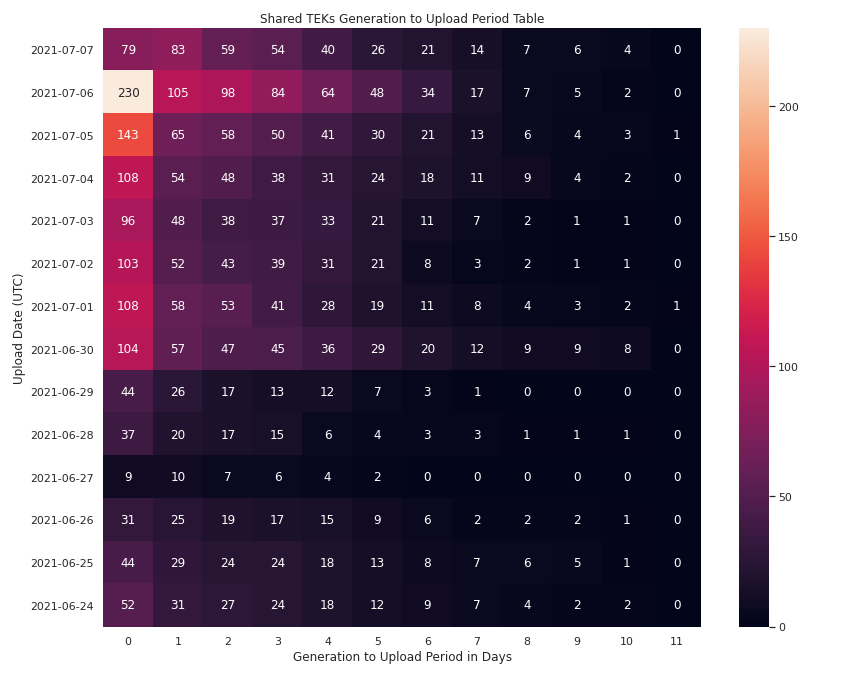 Shared TEKs Generation to Upload Period Table
Upload Date (UTC)
2021-07-07 79 83 59 54 40 26 21 14 7 6 4 0
2021-07-06 230 105 98 84 64 48 34 17 7 5 2 0
2021-07-05 143 65 58 50 41 30 21 13 6 4 3 1
2021-07-04 108 54 48 38 31 24 18 11 9 4 2 0
2021-07-03 96 48 38 37 33 21 11 7 2 1 1 0
2021-07-02 103 52 43 39 31 21 8 3 2 1 1 0
2021-07-01 108 58 53 41 28 19 11 8 4 3 2 1
2021-06-30 104 57 47 45 36 29 20 12 9 9 8 0
2021-06-29 44 26 17 13 12 7 3 1 0 0 0 0
2021-06-28 37 20 17 15 6 4 3 3 1 1 1 0
2021-06-27 9 10 7 6 4 2 0 0 0 0 0 0
2021-06-26 31 25 19 17 15 9 6 2 2 2 1 0
2021-06-25 44 29 24 24 18 13 8 7 6 5 1 0
2021-06-24 52 31 27 24 18 12 9 7 4 2 2 0
0 1 2 3 4 5 6 7 8 9 10 11
Generation to Upload Period in Days
200
150
100
50
0